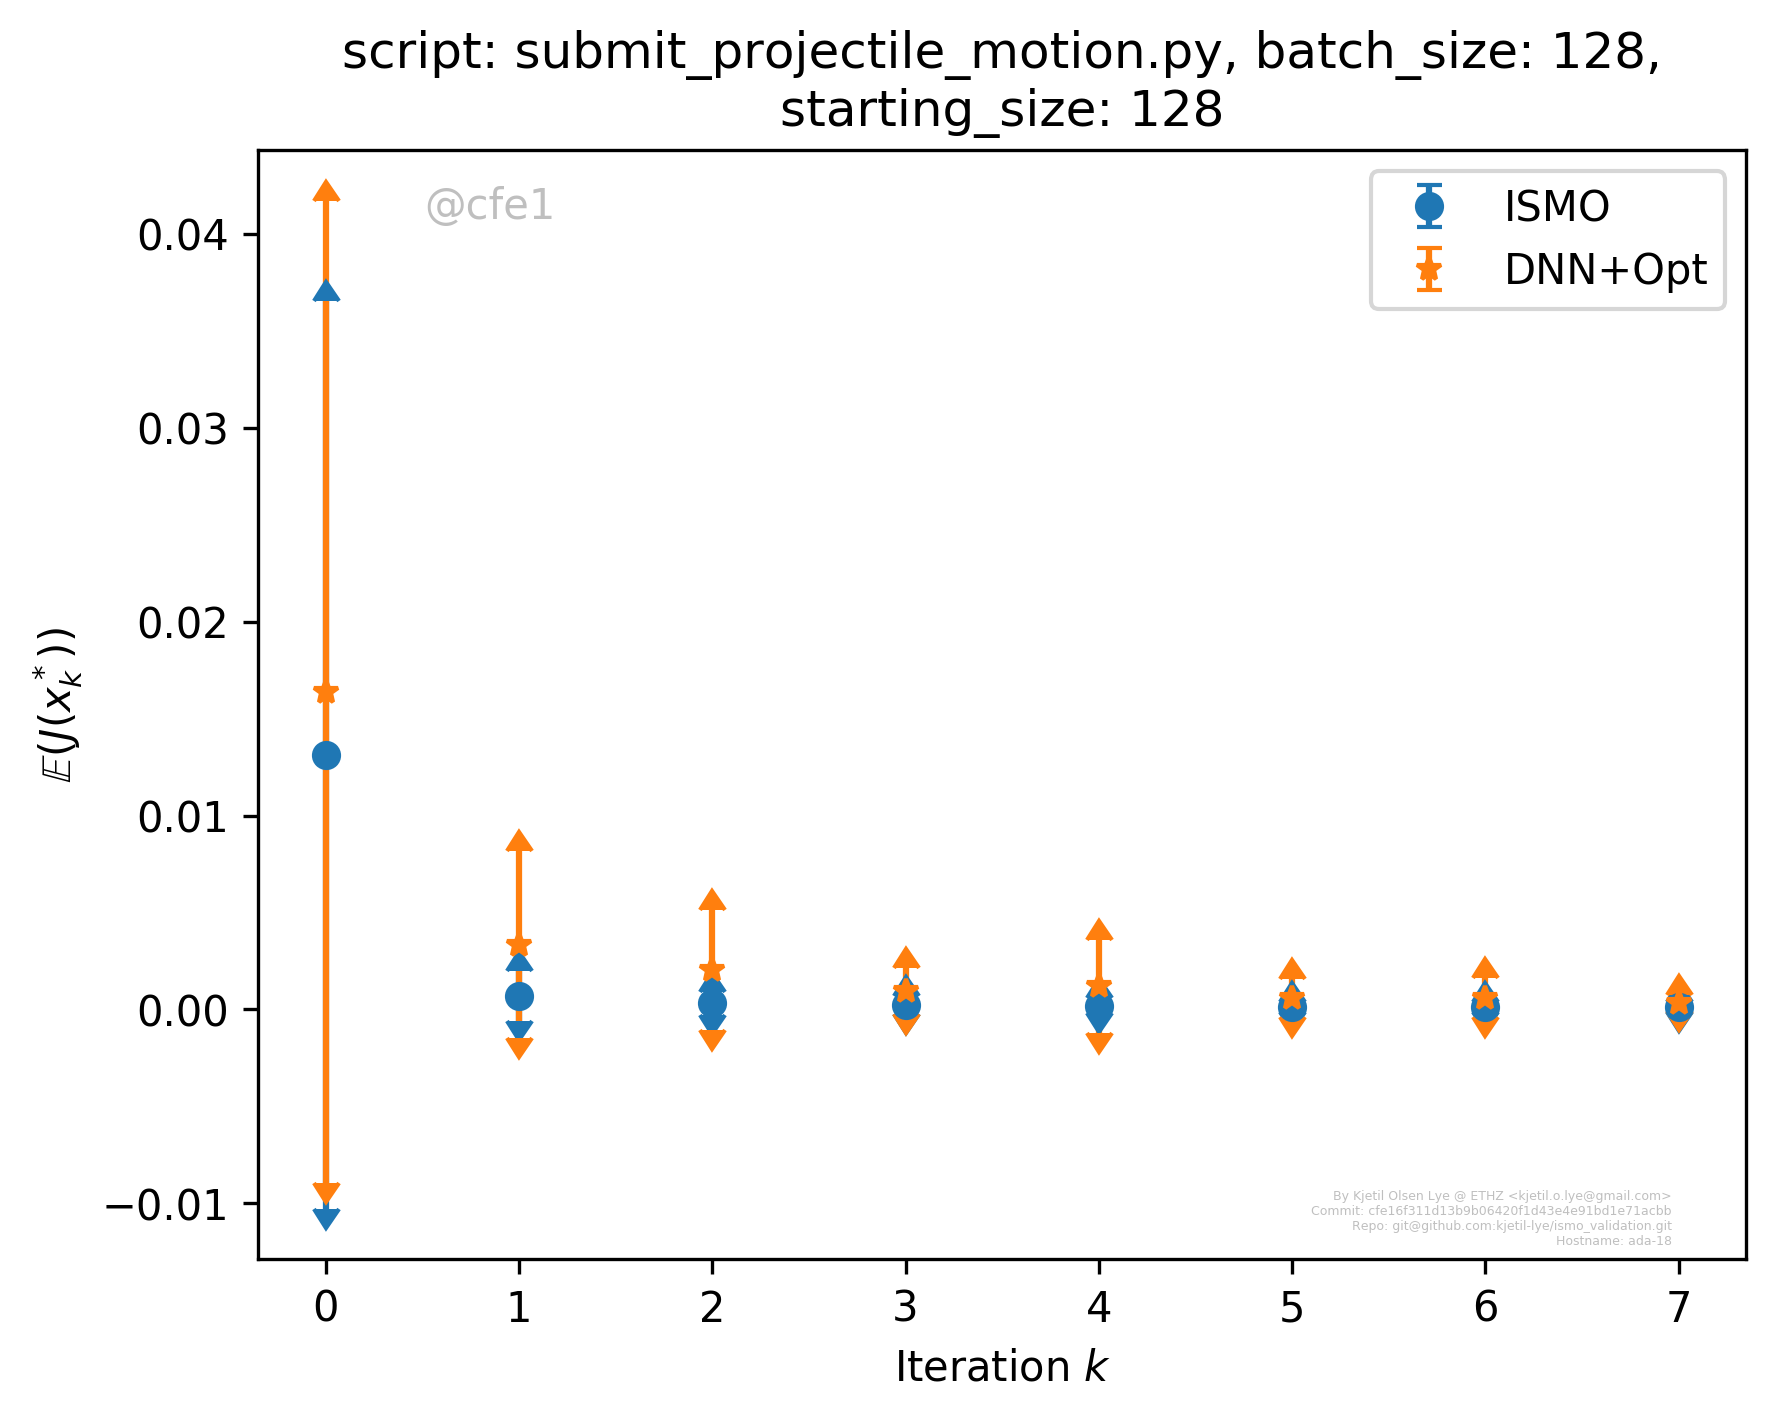 script: submit_projectile_motion.py, batch_size: 128,
starting_size: 128
@cfe1
ISMO
DNN+Opt
0.04
0.03
0.02
0.01
0.00
−0.01
𝔼(J(x*k))
0 1 2 3 4 5 6 7
Iteration k
By Kjetil Olsen Lye @ ETHZ <kjetil.o.lye@gmail.com>
Commit: cfe16f311d13b9b06420f1d43e4e91bd1e71acbb
Repo: git@github.com:kjetil-lye/ismo_validation.git
Hostname: ada-18